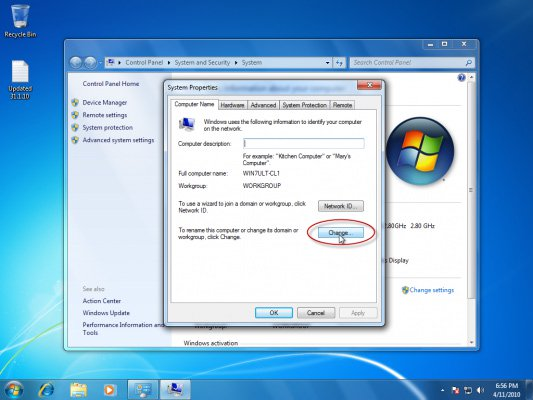 Recycle Bin
Updated
31.1.10
Control Panel
System and Security
System
Search Control Panel
Control Panel Home
Device Manager
Remote settings
System protection
Advanced system settings
See also
Action Center
Windows Update
Performance Information and
Tools
System Properties
Computer Name
Hardware
Advanced
System Protection
Remote
Windows uses the following information to identify your computer
on the network.
Computer description:
For example: "Kitchen Computer" or "Mary's
Computer".
Full computer name: WIN7ULT-CL1
Workgroup: WORKGROUP
To use a wizard to join a domain or workgroup, click
Network ID.
Network ID...
To rename this computer or change its domain or
workgroup, click Change.
Change...
OK
Cancel
Apply
2.80GHz 2.80 GHz
Display
Change settings
Windows activation
6:56 PM
4/11/2010